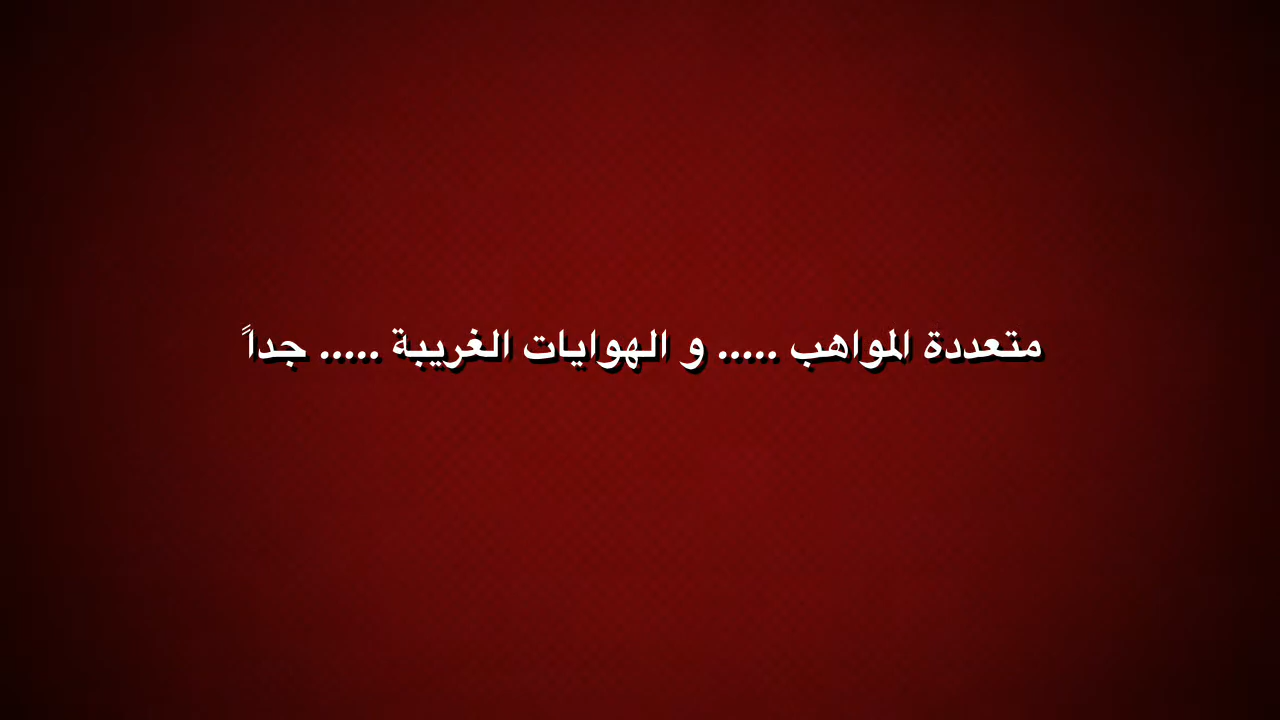 متعددة المواهب ..... و الهوايات الغريبة ..... جداً